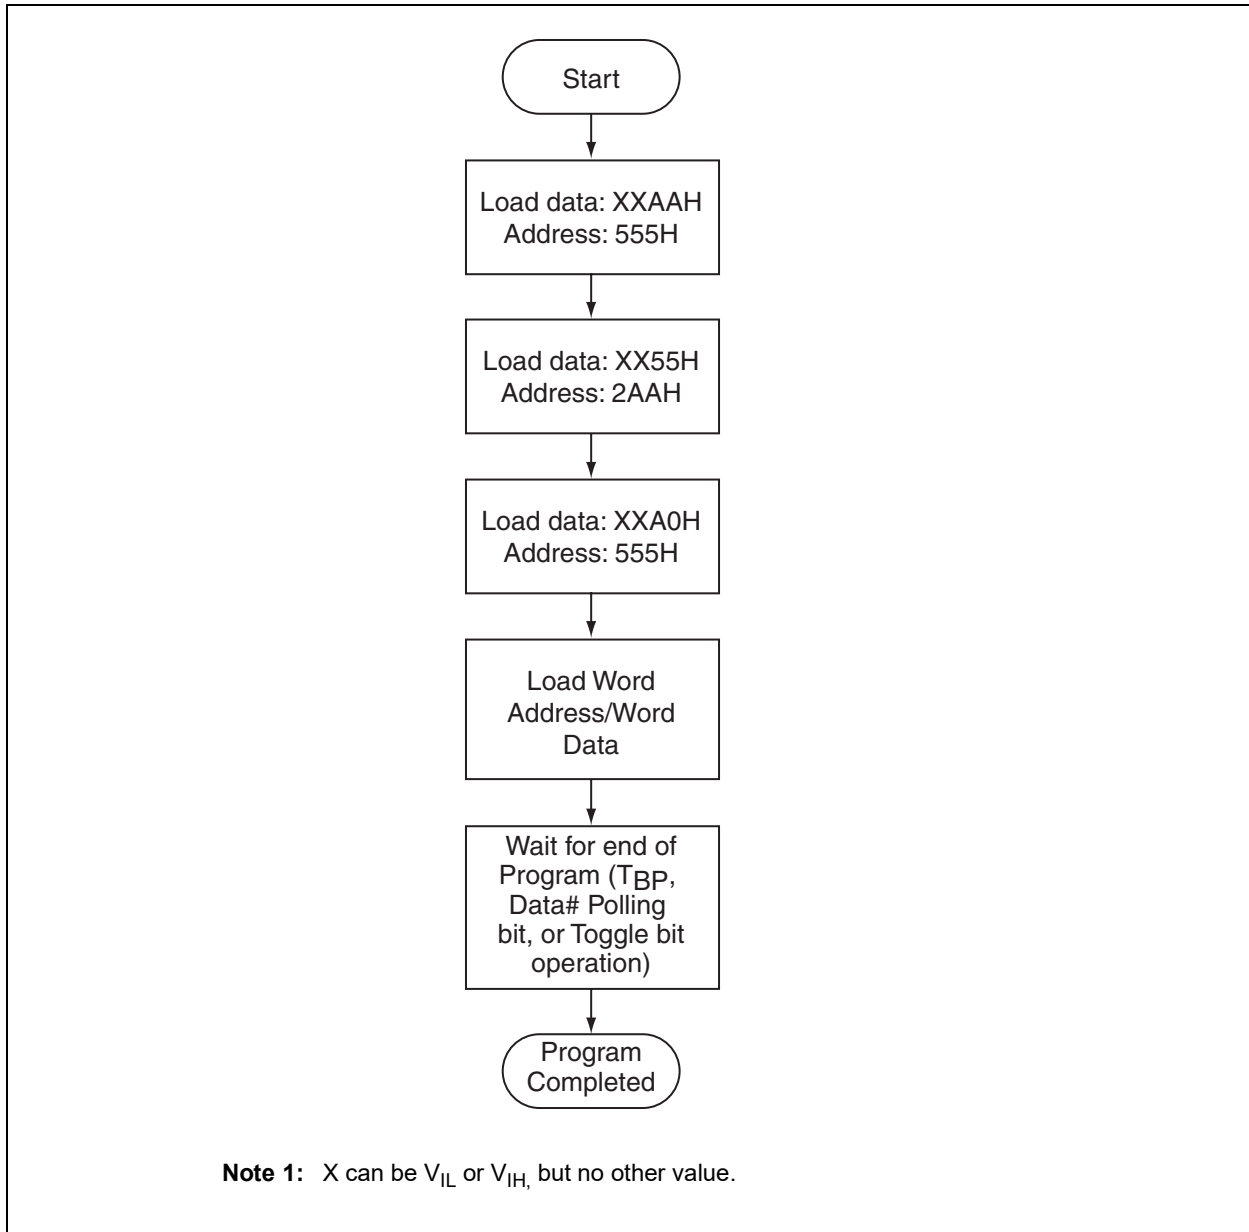 Start
Load data: XXAAH
Address: 555H
Load data: XX55H
Address: 2AAH
Load data: XXA0H
Address: 555H
Load Word
Address/Word
Data
Wait for end of
Program (TBP,
Data# Polling
bit, or Toggle bit
operation)
Program
Completed
Note 1: X can be VIL or VIH, but no other value.